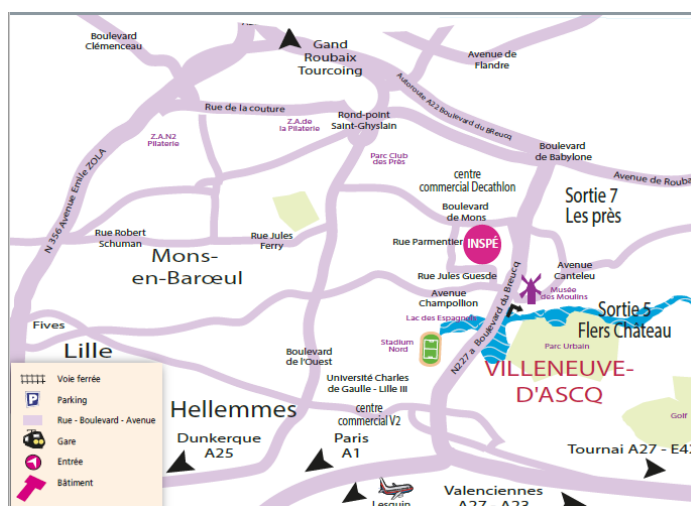 Boulevard
Clémenceau
Gand
Roubaix
Tourcoing
Avenue de
Flandre
Autoroute A22 Boulevard du BReucq
Rue de la couture
Z.A.de
la Pilaterie
Rond-point
Saint-Ghyslain
Z.A.N2
Pilaterie
Boulevard
de Babylone
Parc Club
des Près
centre
commercial Decathlon
Avenue de Rouba
Sortie 7
Les près
N 356 Avenue Emile ZOLA
Boulevard
de Mons
Rue Robert
Schuman
Rue Jules
Ferry
Rue Parmentier
INSPÉ
Mons-
en-Barœul
Rue Jules Guesde
Avenue
Canteleu
Avenue
Champollion
Musée
des Moulins
N227 a Boulevard du Breucq
Lac des Espagnols
Sortie 5
Flers Château
Fives
Stadium
Nord
Parc Urbain
Lille
Boulevard
de l'Ouest
VILLENEUVE-
D'ASCQ
Voie ferrée
Parking
Rue - Boulevard - Avenue
Gare
Entrée
Bâtiment
Université Charles
de Gaulle - Lille III
Hellemmes
centre
commercial V2
Golf
Dunkerque
A25
Paris
A1
Tournai A27 - E42
Lesquin
Valenciennes
A27 - A23